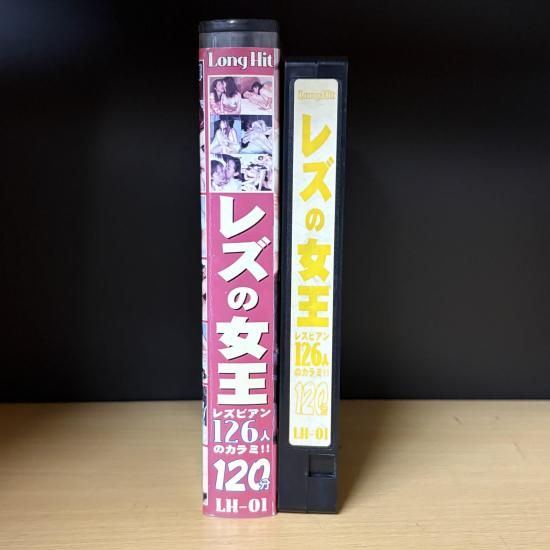 Long Hit
レズの女王
レズビアン
126人
のカラミ!!
120分
LH-01
Long Hit
レズの女王
レズビアン
126人
のカラミ!!
120分
LH-01